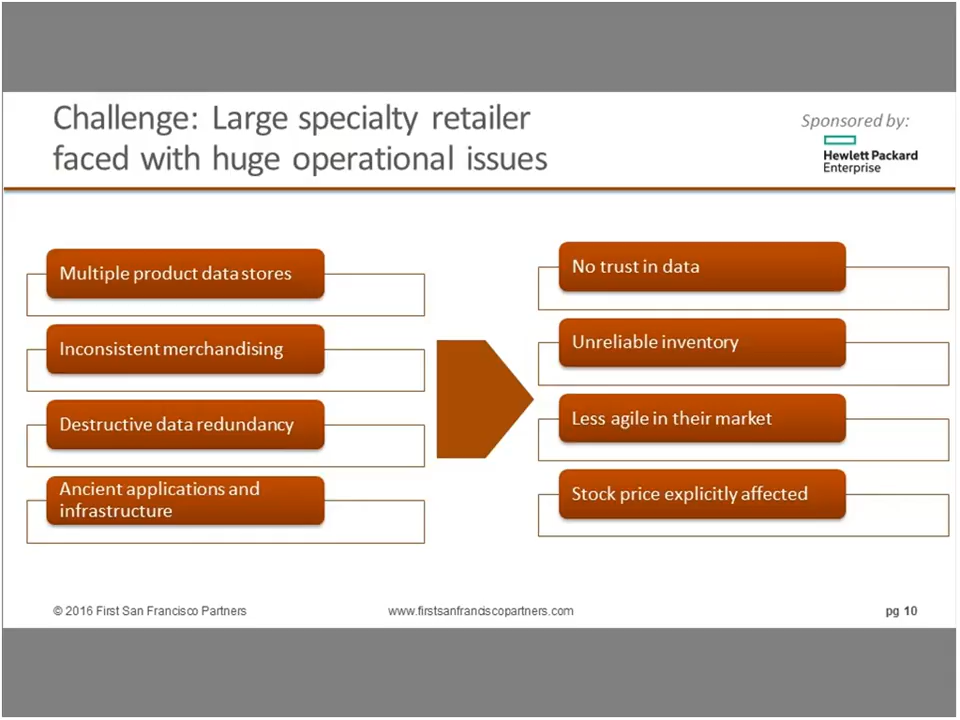 Challenge: Large specialty retailer
faced with huge operational issues
Sponsored by:
Hewlett Packard
Enterprise
Multiple product data stores
Inconsistent merchandising
Destructive data redundancy
Ancient applications and
infrastructure
No trust in data
Unreliable inventory
Less agile in their market
Stock price explicitly affected
© 2016 First San Francisco Partners
www.firstsanfranciscopartners.com
pg 10